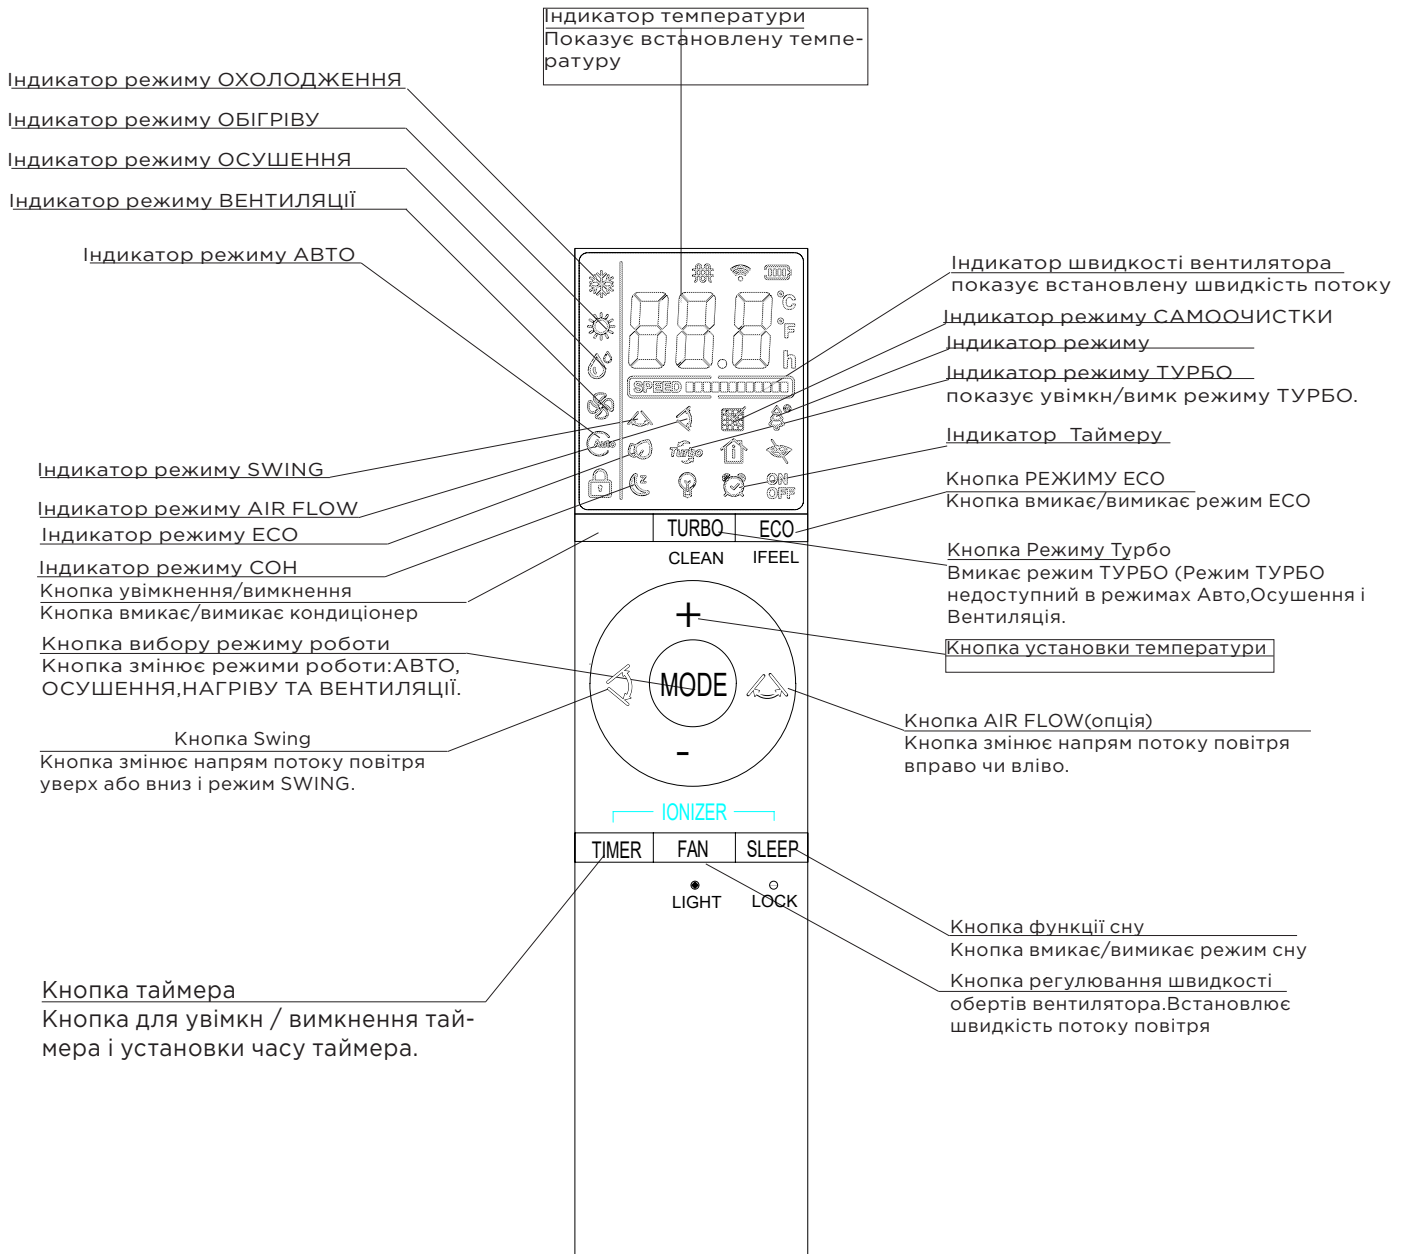 Індикатор температури
Показує встановлену темпе-
ратуру
Індикатор режиму ОХОЛОДЖЕННЯ
Індикатор режиму ОБІГРІВУ
Індикатор режиму ОСУШЕННЯ
Індикатор режиму ВЕНТИЛЯЦІЇ
Індикатор режиму АВТО
Індикатор режиму SWING
Індикатор режиму AIR FLOW
Індикатор режиму ECO
Індикатор режиму СОН
Кнопка увімкнення/вимкнення
Кнопка вмикає/вимикає кондиціонер
Кнопка вибору режиму роботи
Кнопка змінює режими роботи:АВТО,
ОСУШЕННЯ,НАГРІВУ ТА ВЕНТИЛЯЦІЇ.
Кнопка Swing
Кнопка змінює напрям потоку повітря
уверх або вниз і режим SWING.
Кнопка таймера
Кнопка для увімкн / вимкнення тай-
мера і установки часу таймера.
°C
°F
88.8
h
SPEED
Auto
Turbo
ON
OFF
z
TURBO
ECO
CLEAN
IFEEL
+
MODE
-
IONIZER
TIMER
FAN
SLEEP
LIGHT
LOCK
Індикатор швидкості вентилятора
показує встановлену швидкість потоку
Індикатор режиму САМООЧИСТКИ
Індикатор режиму
Індикатор режиму ТУРБО
показує увімкн/вимк режиму ТУРБО.
Індикатор Таймеру
Кнопка РЕЖИМУ ECO
Кнопка вмикає/вимикає режим ECO
Кнопка Режиму Турбо
Вмикає режим ТУРБО (Режим ТУРБО
недоступний в режимах Авто,Осушення і
Вентиляція.
Кнопка установки температури
Кнопка AIR FLOW(опція)
Кнопка змінює напрям потоку повітря
вправо чи вліво.
Кнопка функції сну
Кнопка вмикає/вимикає режим сну
Кнопка регулювання швидкості
обертів вентилятора.Встановлює
швидкість потоку повітря